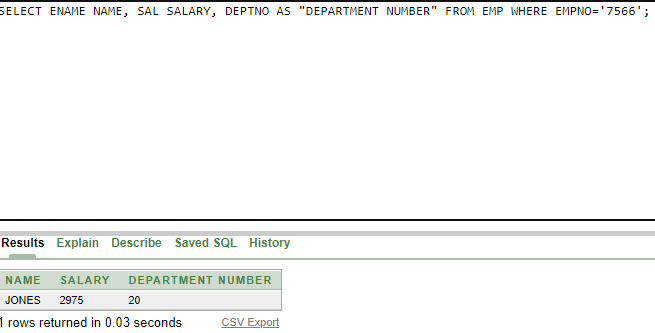 SELECT ENAME NAME, SAL SALARY, DEPTNO AS "DEPARTMENT NUMBER" FROM EMP WHERE EMPNO='7566';
Results Explain Describe Saved SQL History
NAME SALARY DEPARTMENT NUMBER
JONES 2975 20
1 rows returned in 0.03 seconds CSV Export